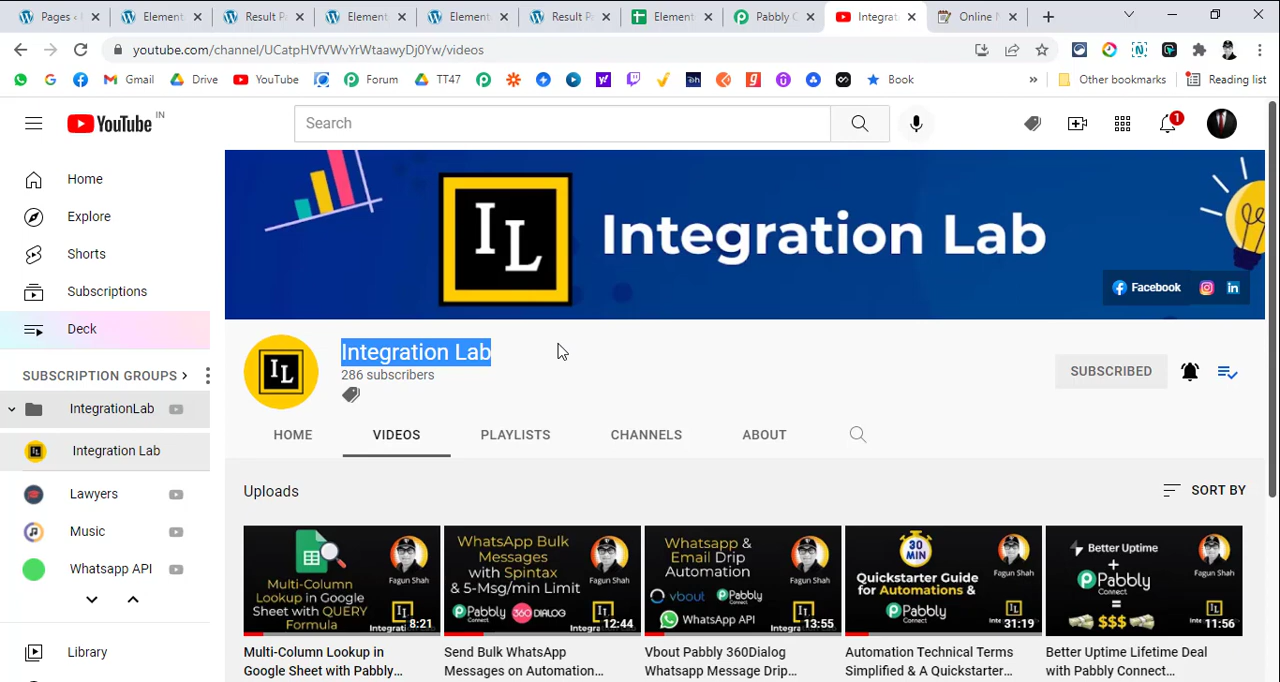 Pages ‹
Element
Result P
Element
Element
Result P
Element
Pabbly C
Integrat
Online N
youtube.com/channel/UCatpHVfVWvYrWtaawyDj0Yw/videos
Gmail
Drive
YouTube
Forum
TT47
Book
»
Other bookmarks
Reading list
YouTube IN
Search
1
Home
Explore
Shorts
Subscriptions
Deck
SUBSCRIPTION GROUPS >
IntegrationLab
Integration Lab
Lawyers
Music
Whatsapp API
Library
IL
Integration Lab
Facebook
IL
Integration Lab
286 subscribers
SUBSCRIBED
HOME
VIDEOS
PLAYLISTS
CHANNELS
ABOUT
Uploads
SORT BY
Multi-Column
Lookup in Google
Sheet with QUERY
Formula
Fagun Shah
8:21
Multi-Column Lookup in
Google Sheet with Pabbly...
WhatsApp Bulk
Messages
with Spintax
& 5-Msg/min Limit
Pabbly
Connect
360DIALOG
Fagun Shah
12:44
Send Bulk WhatsApp
Messages on Automation...
Whatsapp &
Email Drip
Automation
vbout
Pabbly
Connect
WhatsApp API
Fagun Shah
13:55
Vbout Pabbly 360Dialog
Whatsapp Message Drip...
30
MIN
Quickstarter Guide
for Automations &
Pabbly
Connect
Fagun Shah
31:19
Automation Technical Terms
Simplified & A Quickstarter...
Better Uptime
+
Pabbly
Connect
=
$$$
Fagun Shah
11:56
Better Uptime Lifetime Deal
with Pabbly Connect...